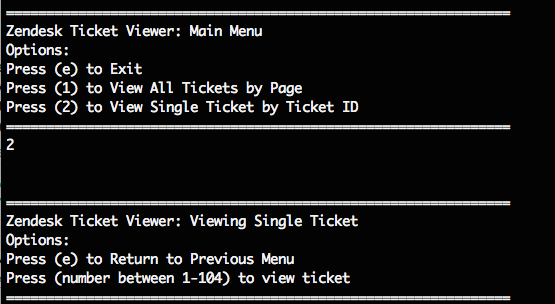 Zendesk Ticket Viewer: Main Menu
Options:
Press (e) to Exit
Press (1) to View All Tickets by Page
Press (2) to View Single Ticket by Ticket ID
2
Zendesk Ticket Viewer: Viewing Single Ticket
Options:
Press (e) to Return to Previous Menu
Press (number between 1-104) to view ticket